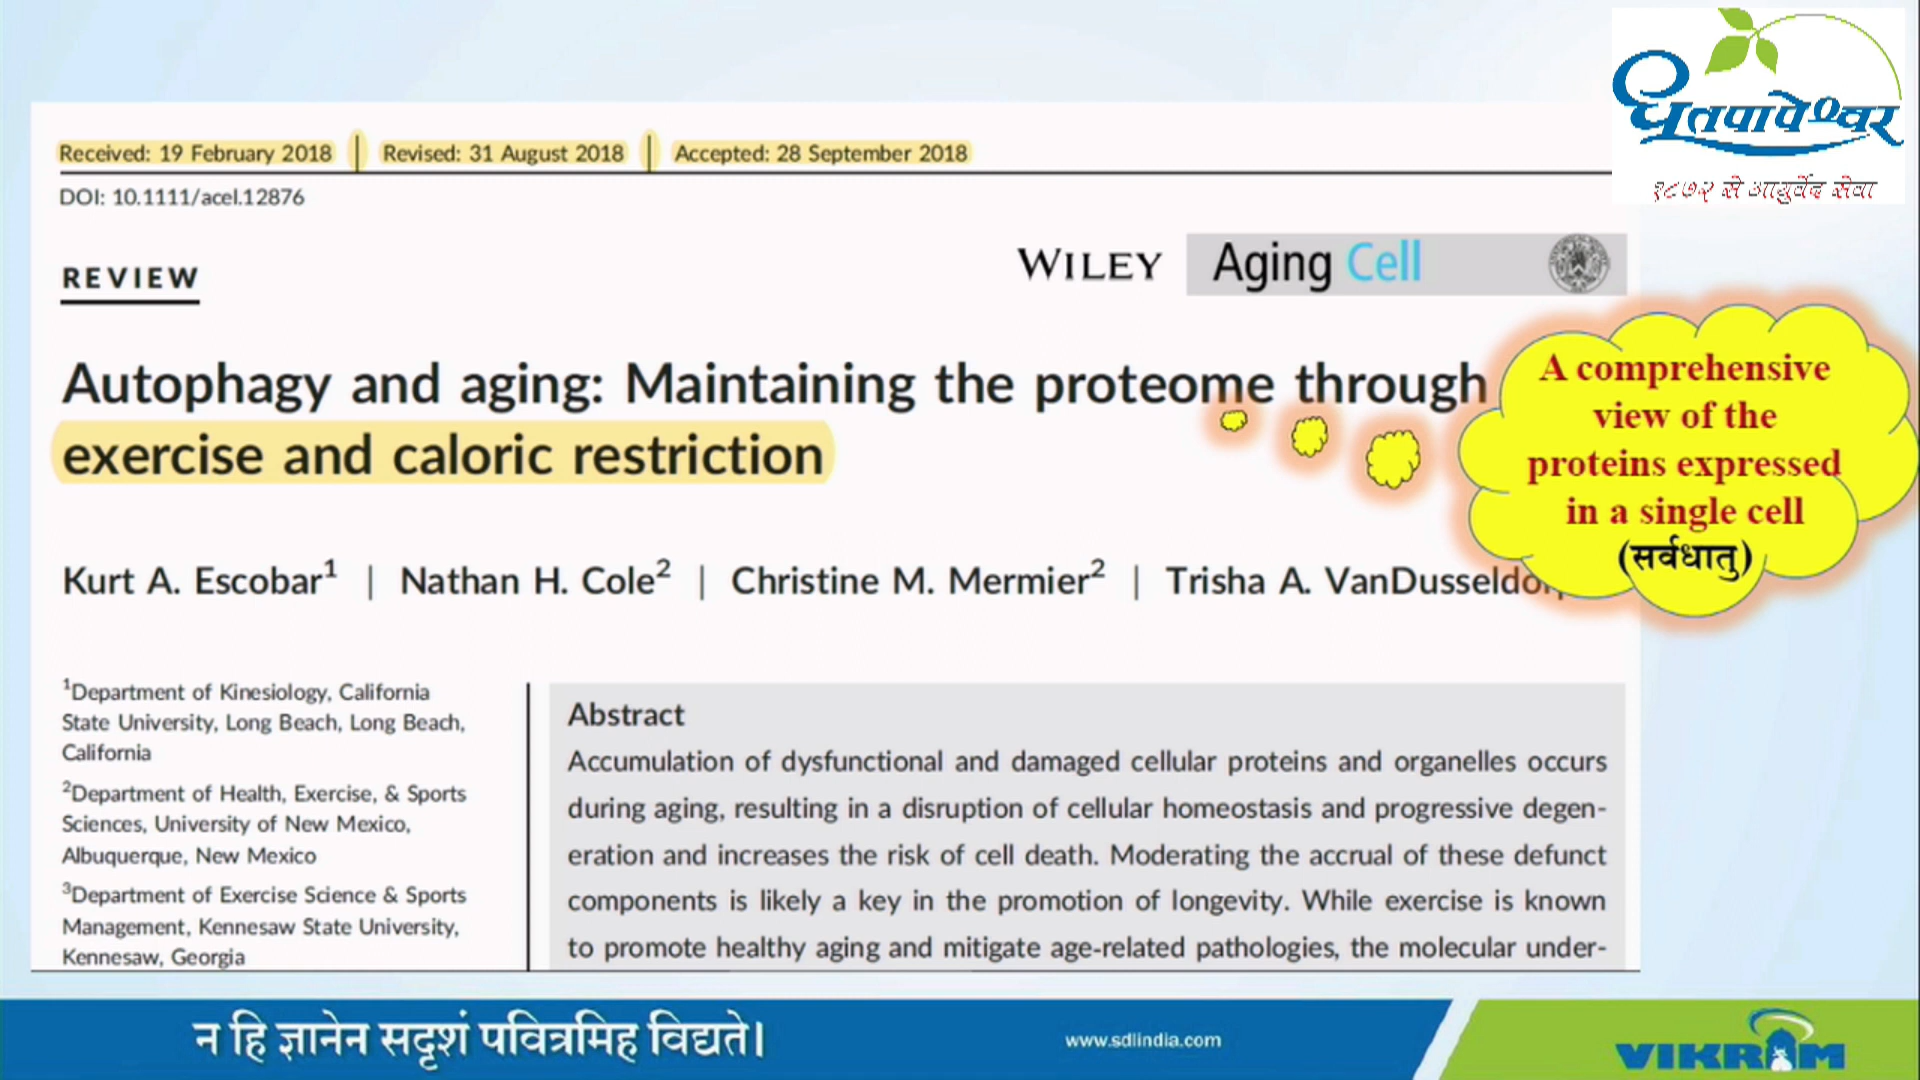 धूतपापेश्वर
१८७२ से आयुर्वेद सेवा
Received: 19 February 2018 | Revised: 31 August 2018 | Accepted: 28 September 2018
DOI: 10.1111/acel.12876
REVIEW
WILEY Aging Cell
Autophagy and aging: Maintaining the proteome through
exercise and caloric restriction
A comprehensive
view of the
proteins expressed
in a single cell
(सर्वधातु)
Kurt A. Escobar¹ | Nathan H. Cole² | Christine M. Mermier² | Trisha A.
¹Department of Kinesiology, California
State University, Long Beach, Long Beach,
California
²Department of Health, Exercise, & Sports
Sciences, University of New Mexico,
Albuquerque, New Mexico
³Department of Exercise Science & Sports
Management, Kennesaw State University,
Kennesaw, Georgia
Abstract
Accumulation of dysfunctional and damaged cellular proteins and organelles occurs
during aging, resulting in a disruption of cellular homeostasis and progressive degen-
eration and increases the risk of cell death. Moderating the accrual of these defunct
components is likely a key in the promotion of longevity. While exercise is known
to promote healthy aging and mitigate age-related pathologies, the molecular under-
न हि ज्ञानेन सदृशं पवित्रमिह विद्यते।
www.sdlindia.com
VIKRAM